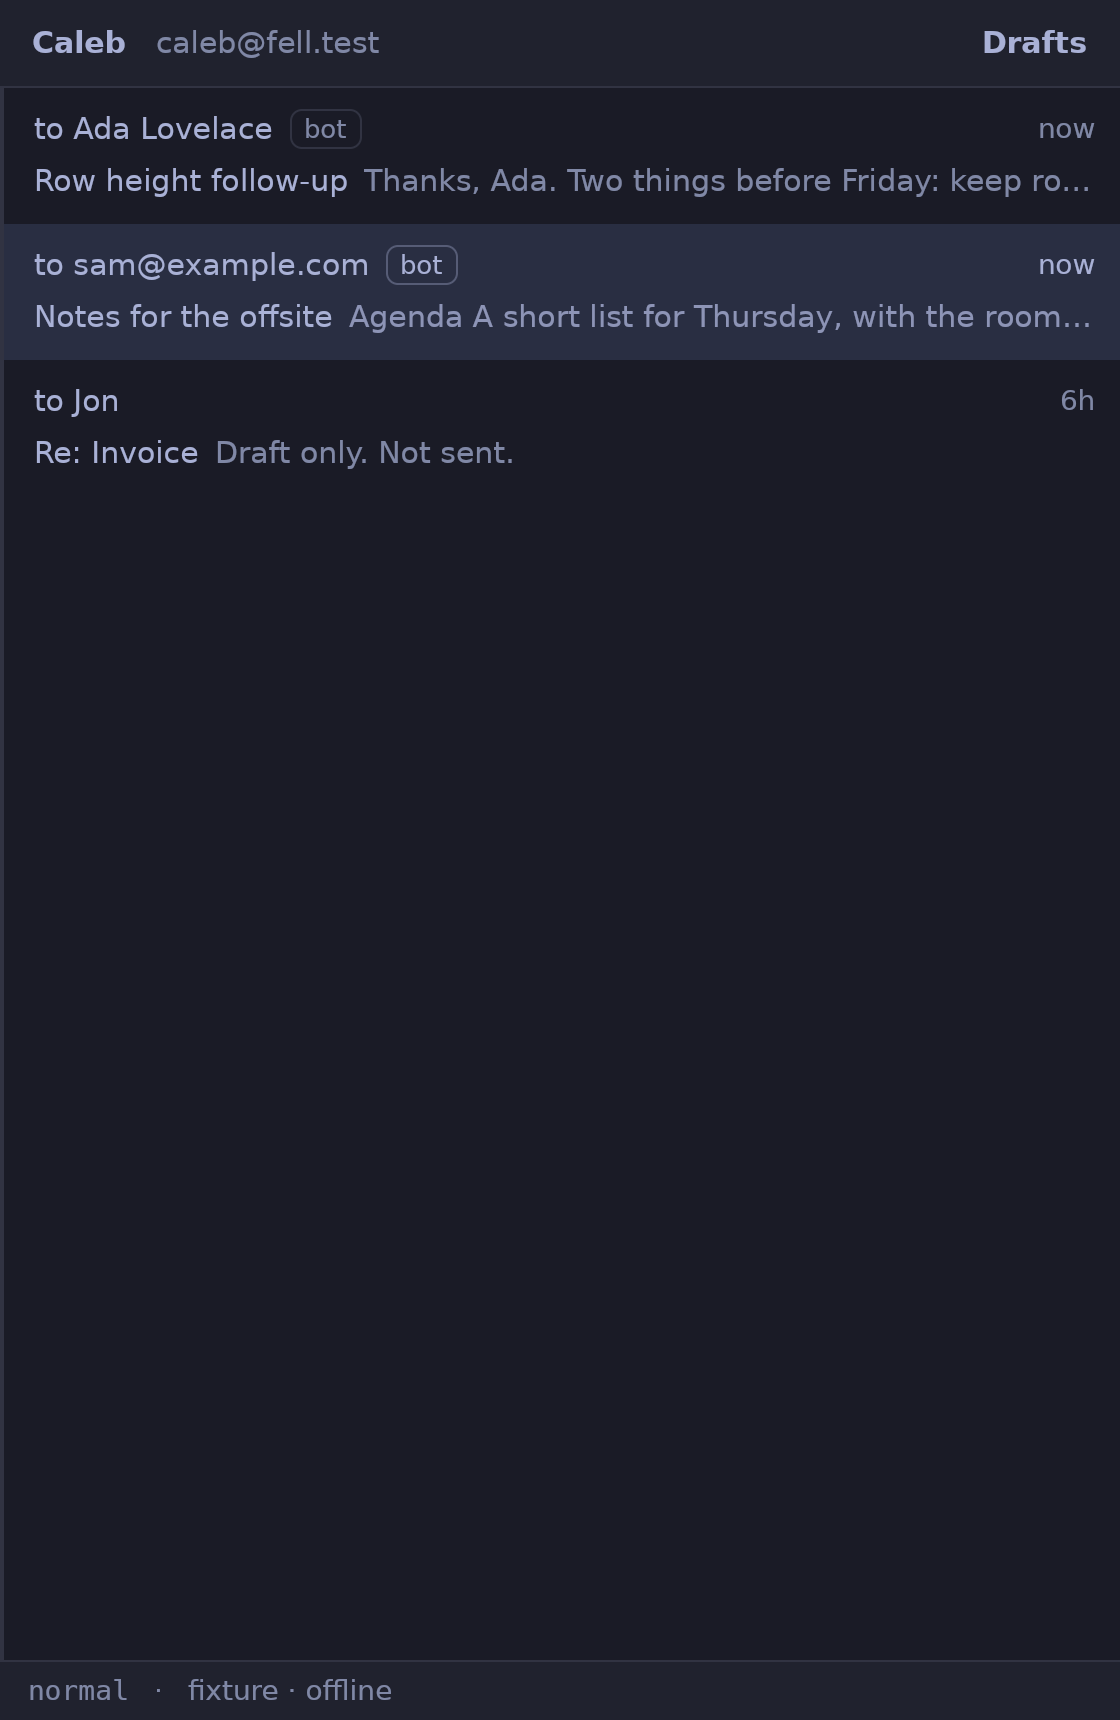 Caleb caleb@fell.test Drafts
to Ada Lovelace bot now
Row height follow-up Thanks, Ada. Two things before Friday: keep ro…
to sam@example.com bot now
Notes for the offsite Agenda A short list for Thursday, with the room…
to Jon 6h
Re: Invoice Draft only. Not sent.
normal · fixture · offline